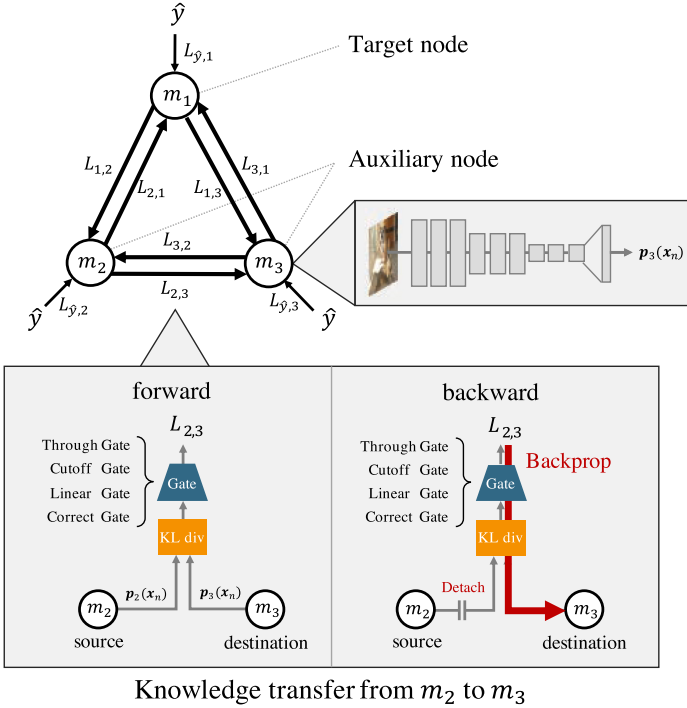 ŷ
L_{ŷ,1}
Target node
m_1
L_{1,2}
L_{2,1}
L_{1,3}
L_{3,1}
Auxiliary node
m_2
L_{3,2}
m_3
L_{2,3}
p_3(x_n)
ŷ
L_{ŷ,2}
L_{ŷ,3}
ŷ
forward
L_{2,3}
Through Gate
Cutoff Gate
Linear Gate
Correct Gate
Gate
KL div
p_2(x_n)
p_3(x_n)
m_2
m_3
source
destination
backward
L_{2,3}
Backprop
Through Gate
Cutoff Gate
Linear Gate
Correct Gate
Gate
KL div
Detach
m_2
m_3
source
destination
Knowledge transfer from m_2 to m_3